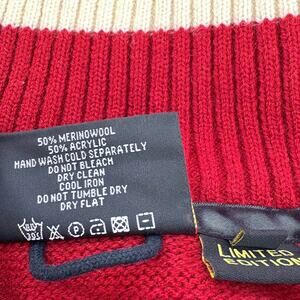 50% MERINOWOOL
50% ACRYLIC
HAND WASH COLD SEPARATELY
DO NOT BLEACH
DRY CLEAN
COOL IRON
DO NOT TUMBLE DRY
DRY FLAT
LIMITED
EDITION